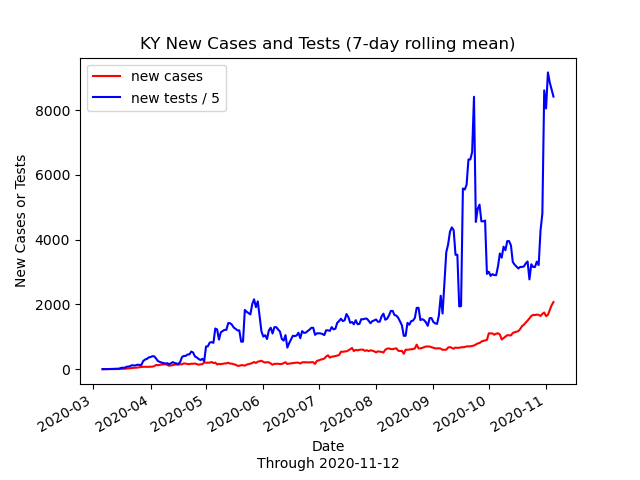 KY New Cases and Tests (7-day rolling mean)
new cases
new tests / 5
8000
6000
4000
2000
0
New Cases or Tests
2020-03
2020-04
2020-05
2020-06
2020-07
2020-08
2020-09
2020-10
2020-11
Date
Through 2020-11-12